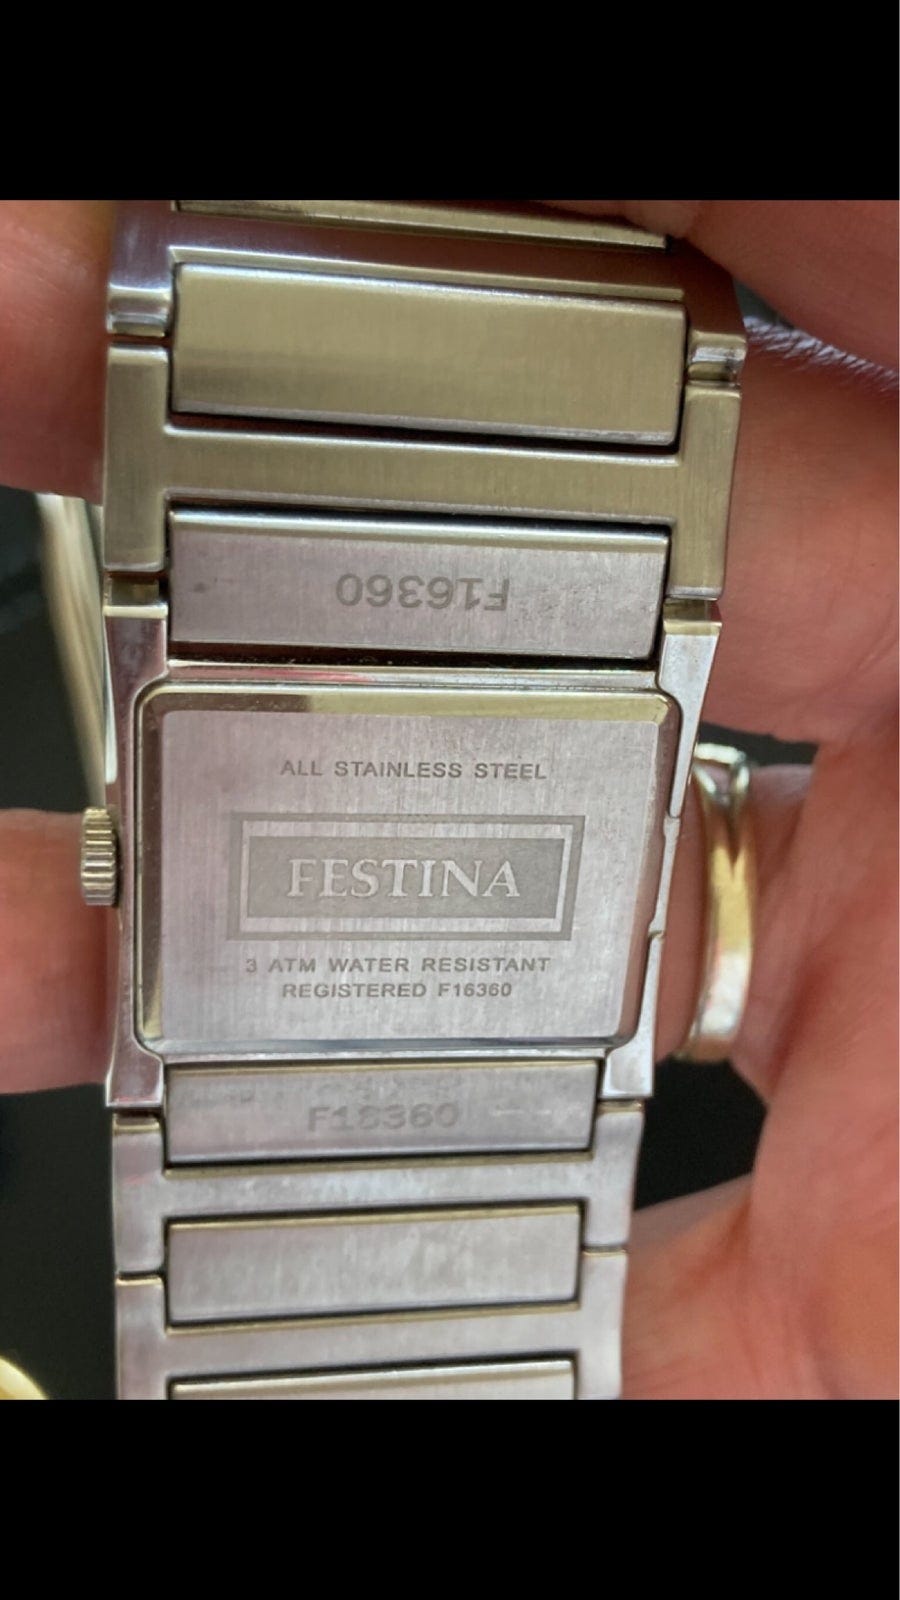 F16360
ALL STAINLESS STEEL
FESTINA
3 ATM WATER RESISTANT
REGISTERED F16360
F16360